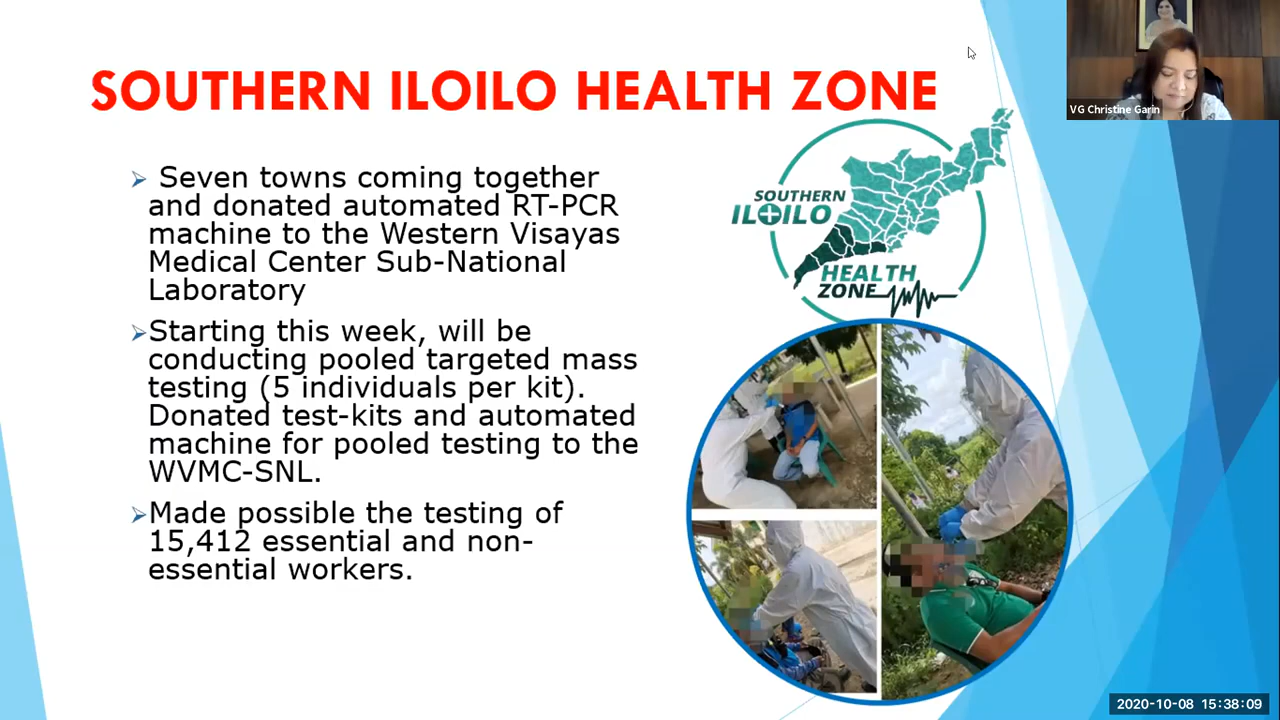 SOUTHERN ILOILO HEALTH ZONE
VG Christine Garin
Seven towns coming together
and donated automated RT-PCR
machine to the Western Visayas
Medical Center Sub-National
Laboratory
Starting this week, will be
conducting pooled targeted mass
testing (5 individuals per kit).
Donated test-kits and automated
machine for pooled testing to the
WVMC-SNL.
Made possible the testing of
15,412 essential and non-
essential workers.
SOUTHERN
ILOILO
HEALTH
ZONE
2020-10-08 15:38:09